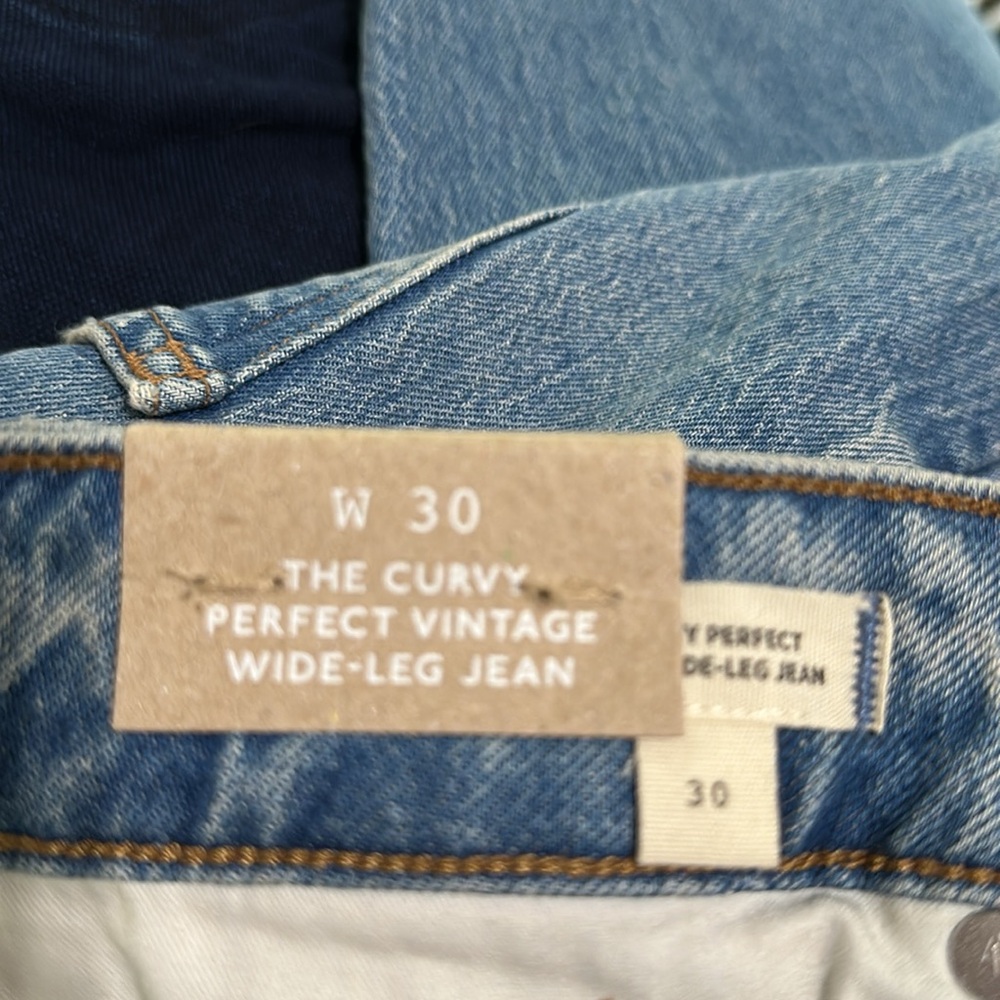 W 30
THE CURVY
PERFECT VINTAGE
WIDE-LEG JEAN
Y PERFECT
DE-LEG JEAN
30